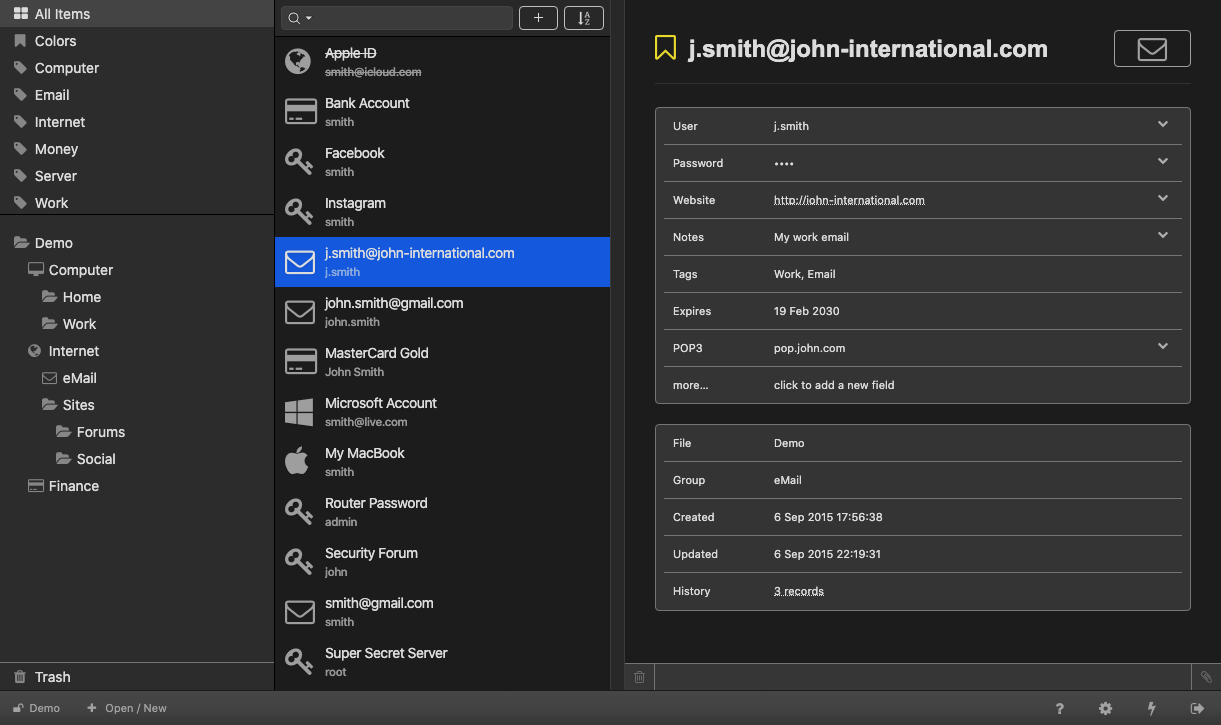 All Items
Colors
Computer
Email
Internet
Money
Server
Work
Demo
Computer
Home
Work
Internet
eMail
Sites
Forums
Social
Finance
Trash
Apple ID
smith@icloud.com
Bank Account
smith
Facebook
smith
Instagram
smith
j.smith@john-international.com
j.smith
john.smith@gmail.com
john.smith
MasterCard Gold
John Smith
Microsoft Account
smith@live.com
My MacBook
smith
Router Password
admin
Security Forum
john
smith@gmail.com
smith
Super Secret Server
root
j.smith@john-international.com
User j.smith
Password ••••
Website http://john-international.com
Notes My work email
Tags Work, Email
Expires 19 Feb 2030
POP3 pop.john.com
more... click to add a new field
File Demo
Group eMail
Created 6 Sep 2015 17:56:38
Updated 6 Sep 2015 22:19:31
History 3 records
Demo + Open / New ?